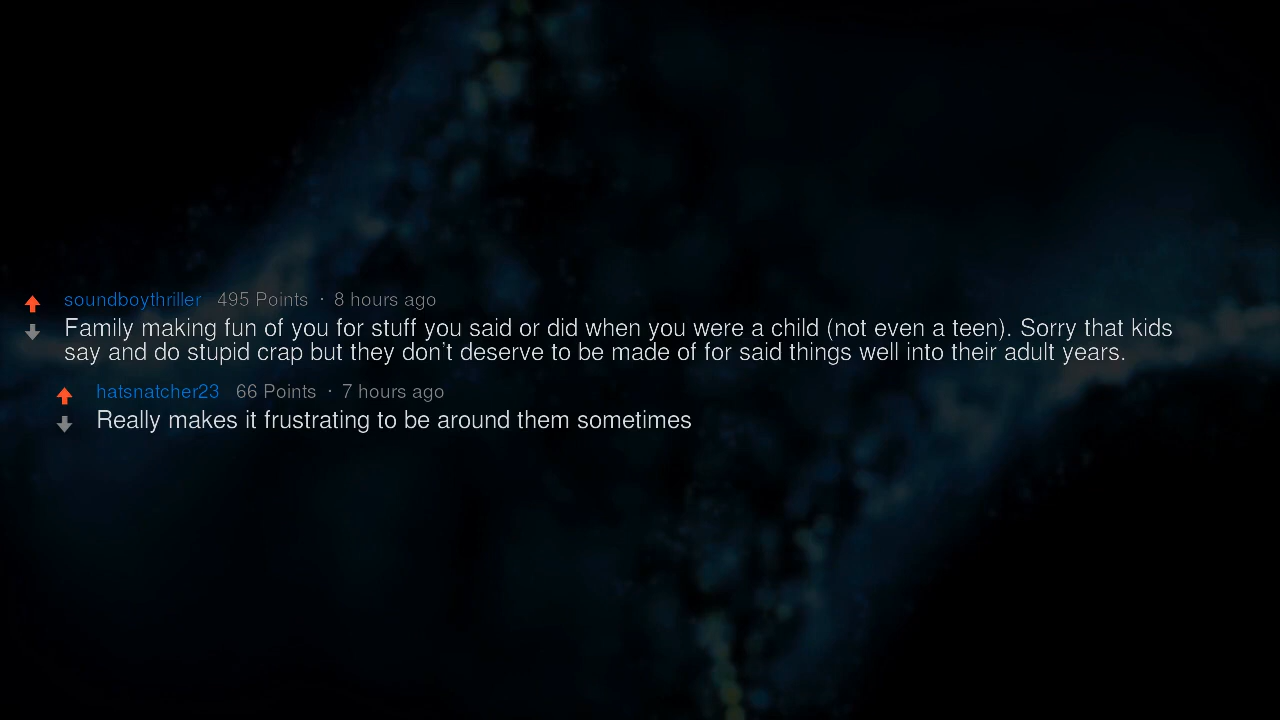 soundboythriller 495 Points · 8 hours ago
Family making fun of you for stuff you said or did when you were a child (not even a teen). Sorry that kids
say and do stupid crap but they don't deserve to be made of for said things well into their adult years.
hatsnatcher23 66 Points · 7 hours ago
Really makes it frustrating to be around them sometimes